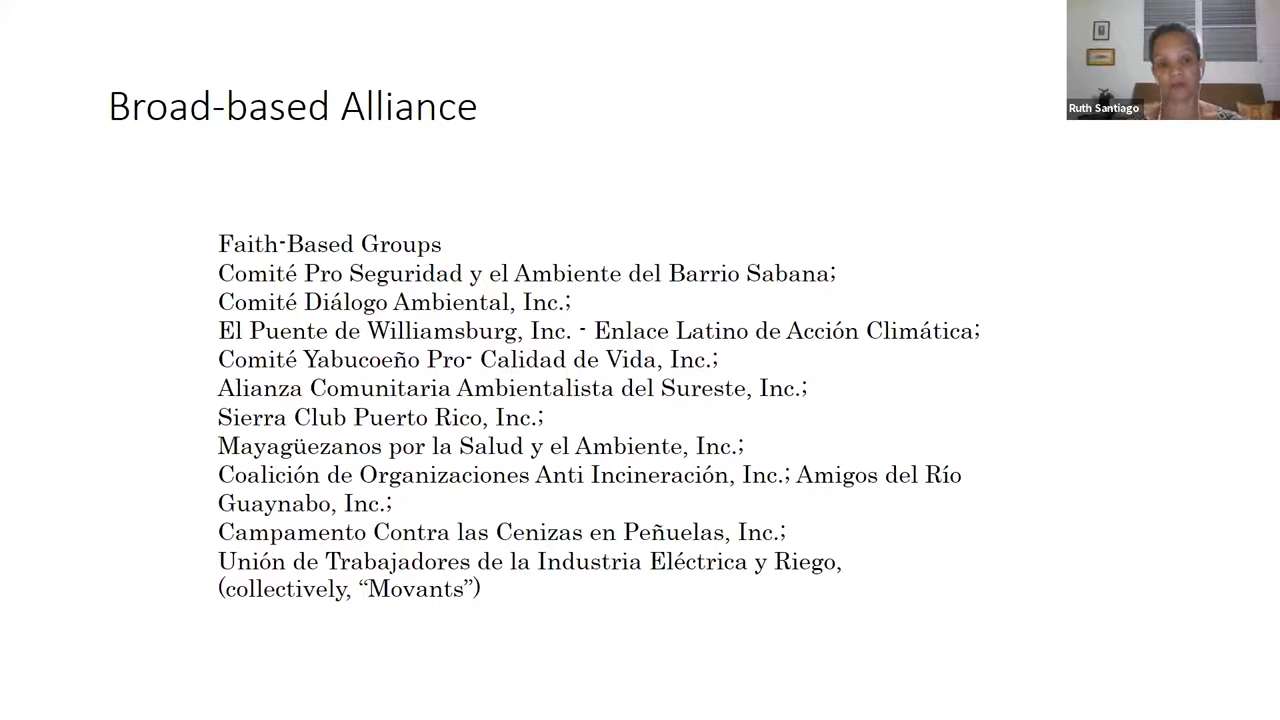 Broad-based Alliance
Ruth Santiago
Faith-Based Groups
Comité Pro Seguridad y el Ambiente del Barrio Sabana;
Comité Diálogo Ambiental, Inc.;
El Puente de Williamsburg, Inc. - Enlace Latino de Acción Climática;
Comité Yabucoeño Pro- Calidad de Vida, Inc.;
Alianza Comunitaria Ambientalista del Sureste, Inc.;
Sierra Club Puerto Rico, Inc.;
Mayagüezanos por la Salud y el Ambiente, Inc.;
Coalición de Organizaciones Anti Incineración, Inc.; Amigos del Río
Guaynabo, Inc.;
Campamento Contra las Cenizas en Peñuelas, Inc.;
Unión de Trabajadores de la Industria Eléctrica y Riego,
(collectively, “Movants”)